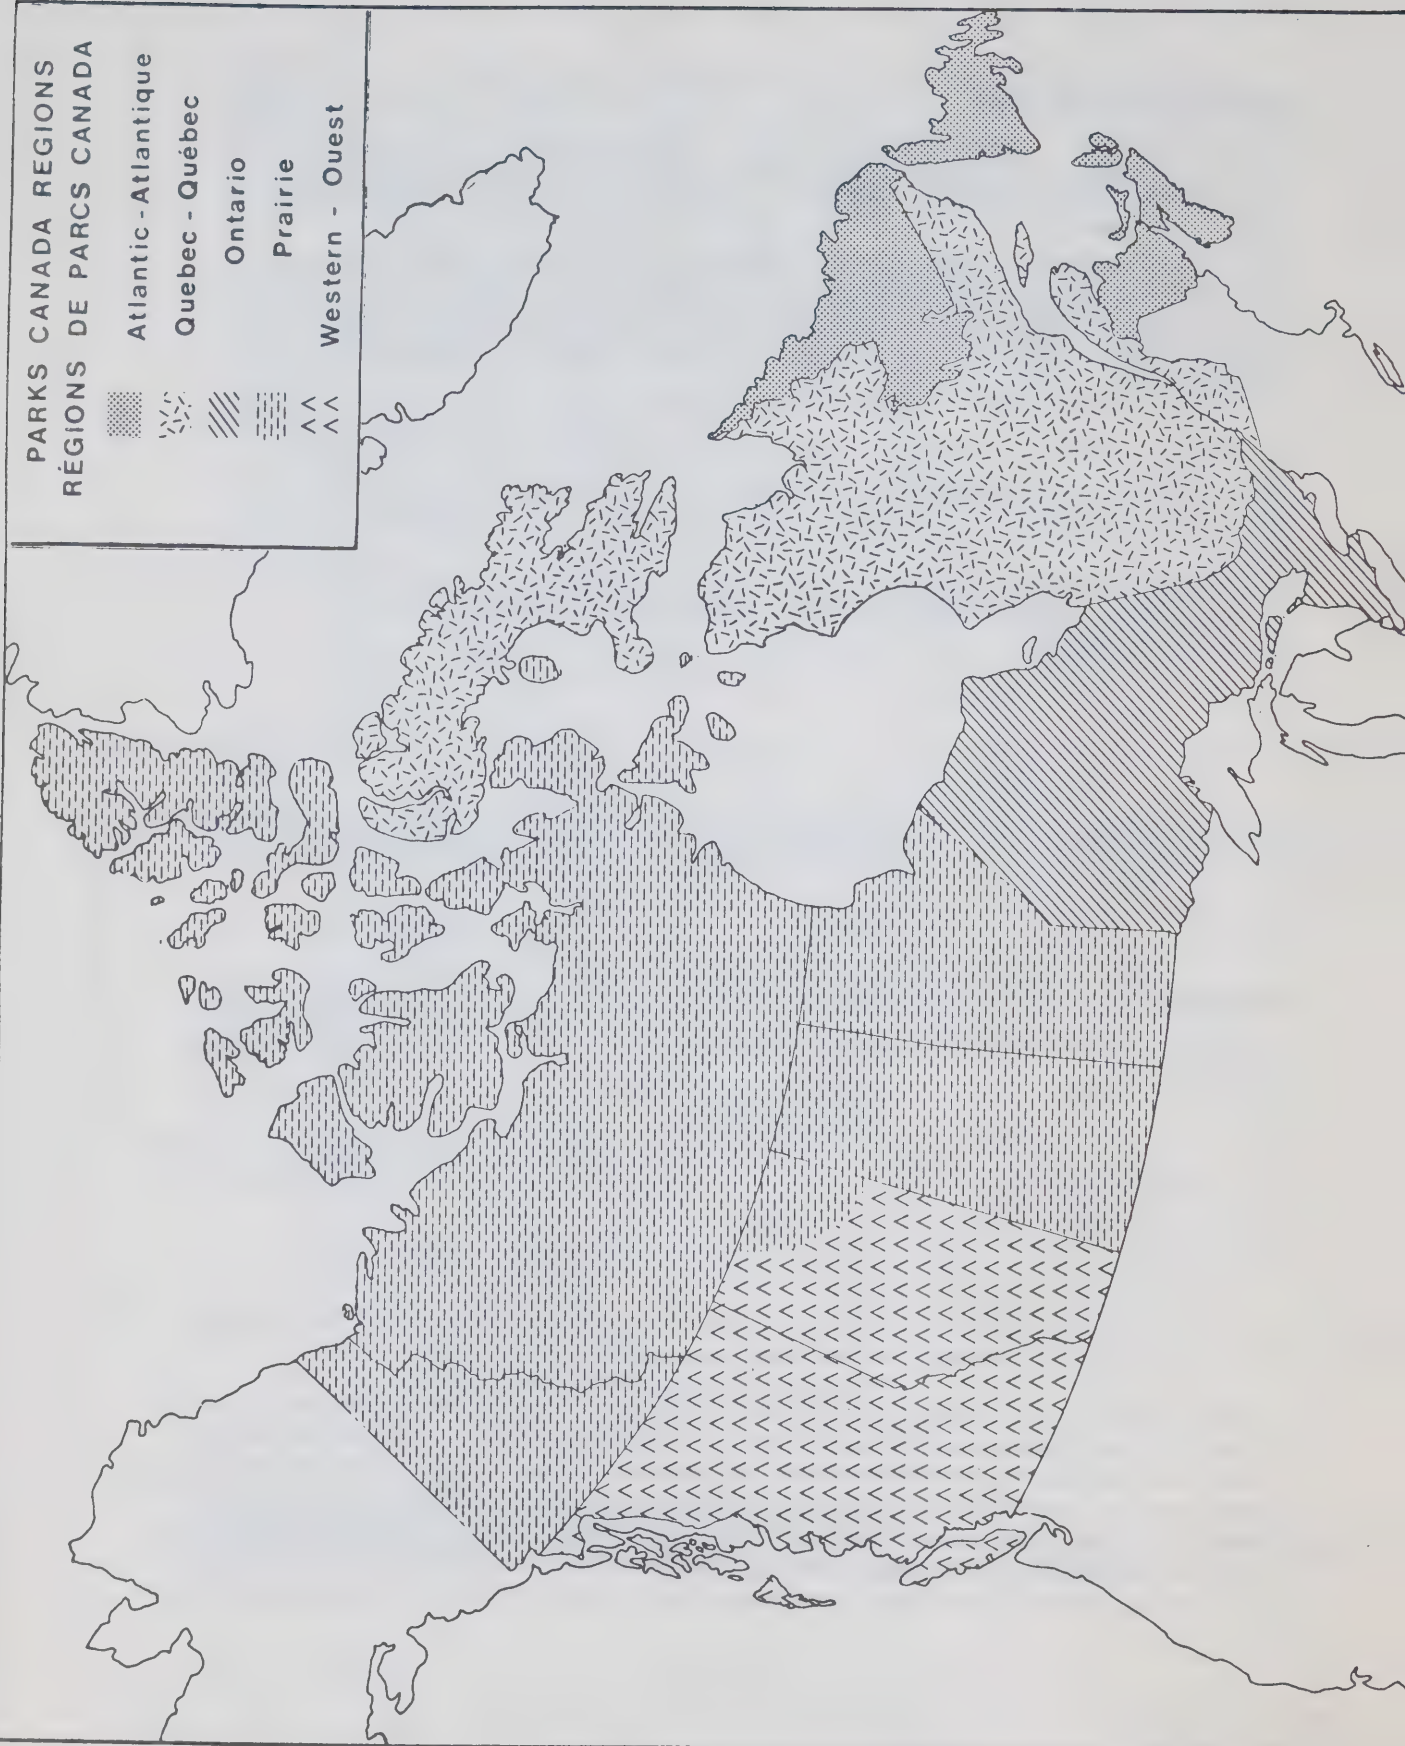 PARKS CANADA REGIONS
RÉGIONS DE PARCS CANADA
Atlantic-Atlantique
Quebec - Québec
Ontario
Prairie
Western - Ouest